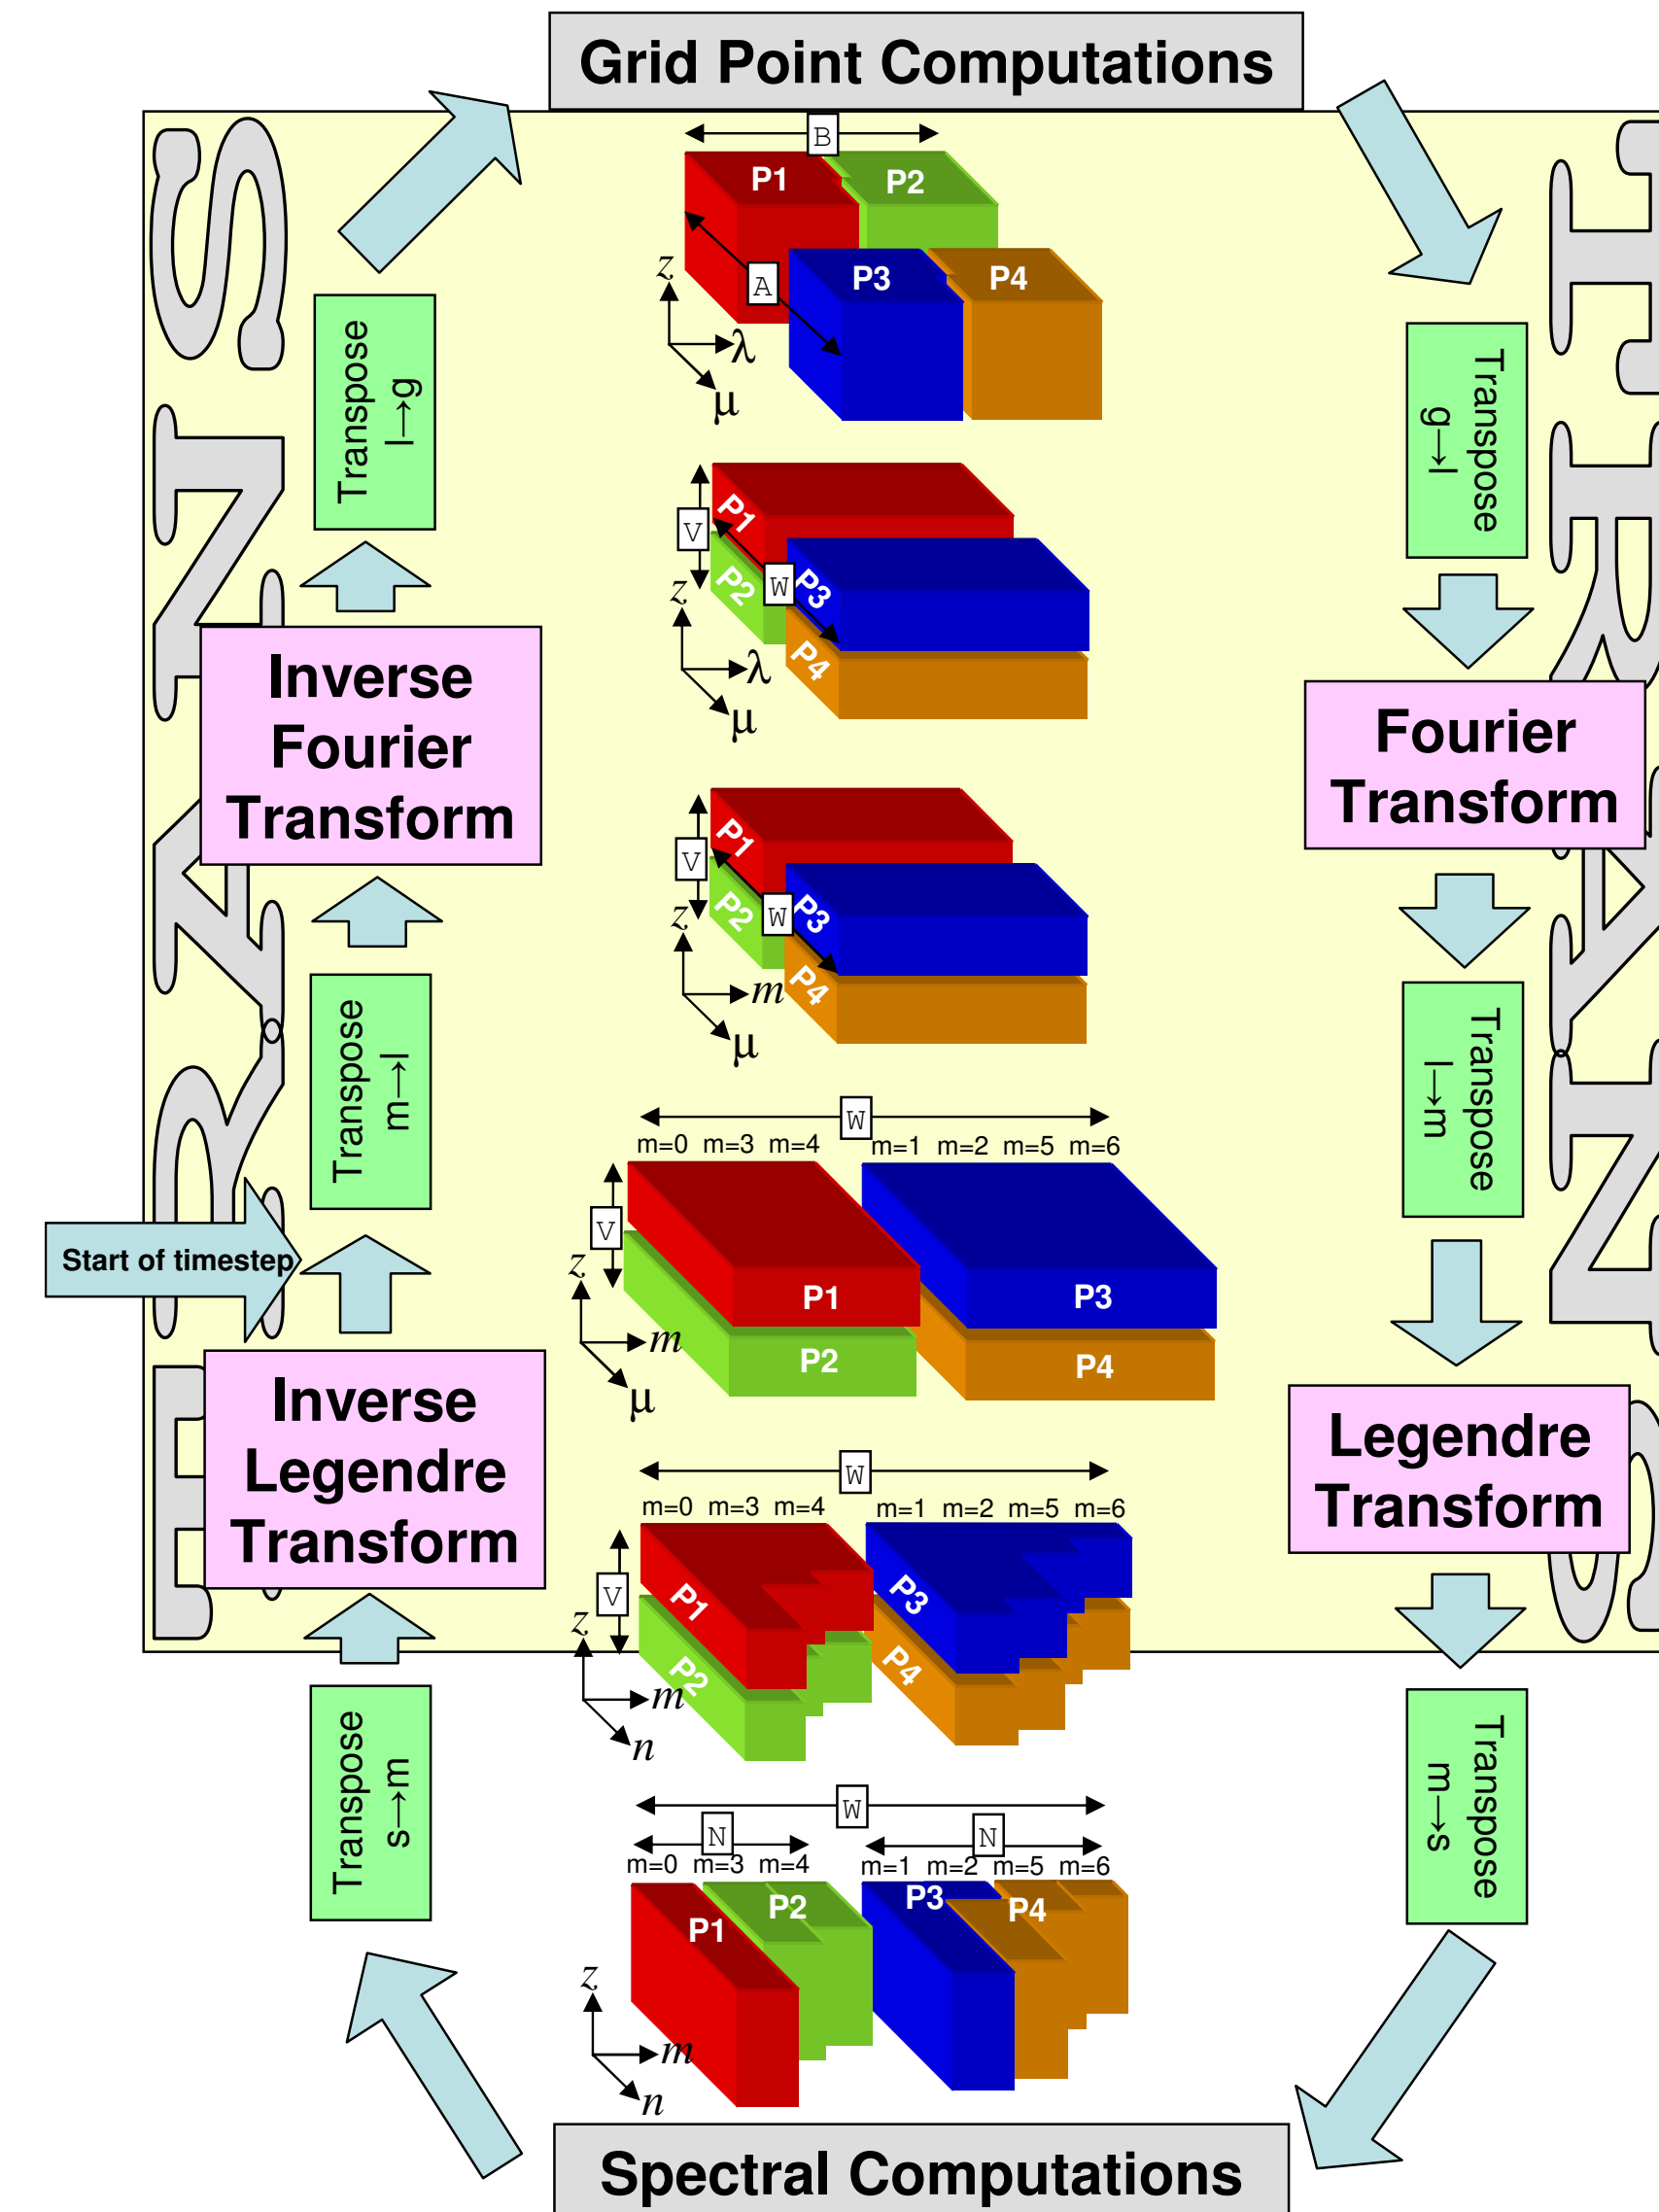 Grid Point Computations
B
P1
P2
A
P3
P4
z
λ
μ
Transpose
l→g
Transpose
g→l
V
P1
P2
W
P3
P4
z
λ
μ
Inverse
Fourier
Transform
Fourier
Transform
V
P1
P2
W
P3
P4
z
m
μ
Transpose
m→l
Transpose
l→m
W
m=0 m=3 m=4 m=1 m=2 m=5 m=6
V
P1
P3
P2
P4
z
m
μ
Start of timestep
Inverse
Legendre
Transform
Legendre
Transform
W
m=0 m=3 m=4 m=1 m=2 m=5 m=6
V
P1
P3
P2
P4
z
m
n
Transpose
s→m
Transpose
m→s
W
N
N
m=0 m=3 m=4 m=1 m=2 m=5 m=6
P1
P2
P3
P4
z
m
n
Spectral Computations